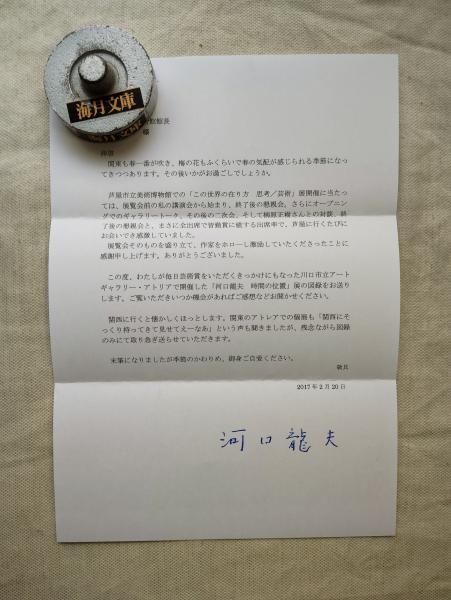 海月文庫
海月文庫
館館長
様
拝啓
関東も春一番が吹き、梅の花もふくらいで春の気配が感じられる季節になっ
てきつつあります。その後いかがお過ごしでしょうか。
芦屋市立美術博物館での「この世界の在り方 思考／芸術」展開催に当たっ
ては、展覧会前の私の講演会から始まり、終了後の懇親会、さらにオープニン
グでのギャラリートーク、その後の二次会、そして植原正樹さんとの対談、終
了後の懇親会と、まさに全出席で皆勤賞に値する出席率で、芦屋に行くたびに
お会いでき感激していました。
展覧会そのものを盛り立て、作家をホローし激励していたくださったことに
感謝申し上げます。ありがとうございました。
この度、わたしが毎日芸術賞をいただくきっかけにもなった川口市立アート
ギャラリー・アトリアで開催した「河口龍夫 時間の位置」展の図録をお送り
します。ご覧いただきいつか機会があればご感想などお聞かせください。
関西に行くと懐かしくほっとします。関東のアトレアでの個展も「関西にそ
っくり持ってきて見せてえーなあ」という声も聞きましたが、残念ながら図録
のみにて取り急ぎ送らせていただきます。
末筆になりましたが季節のかわりめ、御身ご自愛ください。
敬具
2017年2月20日
河口龍夫